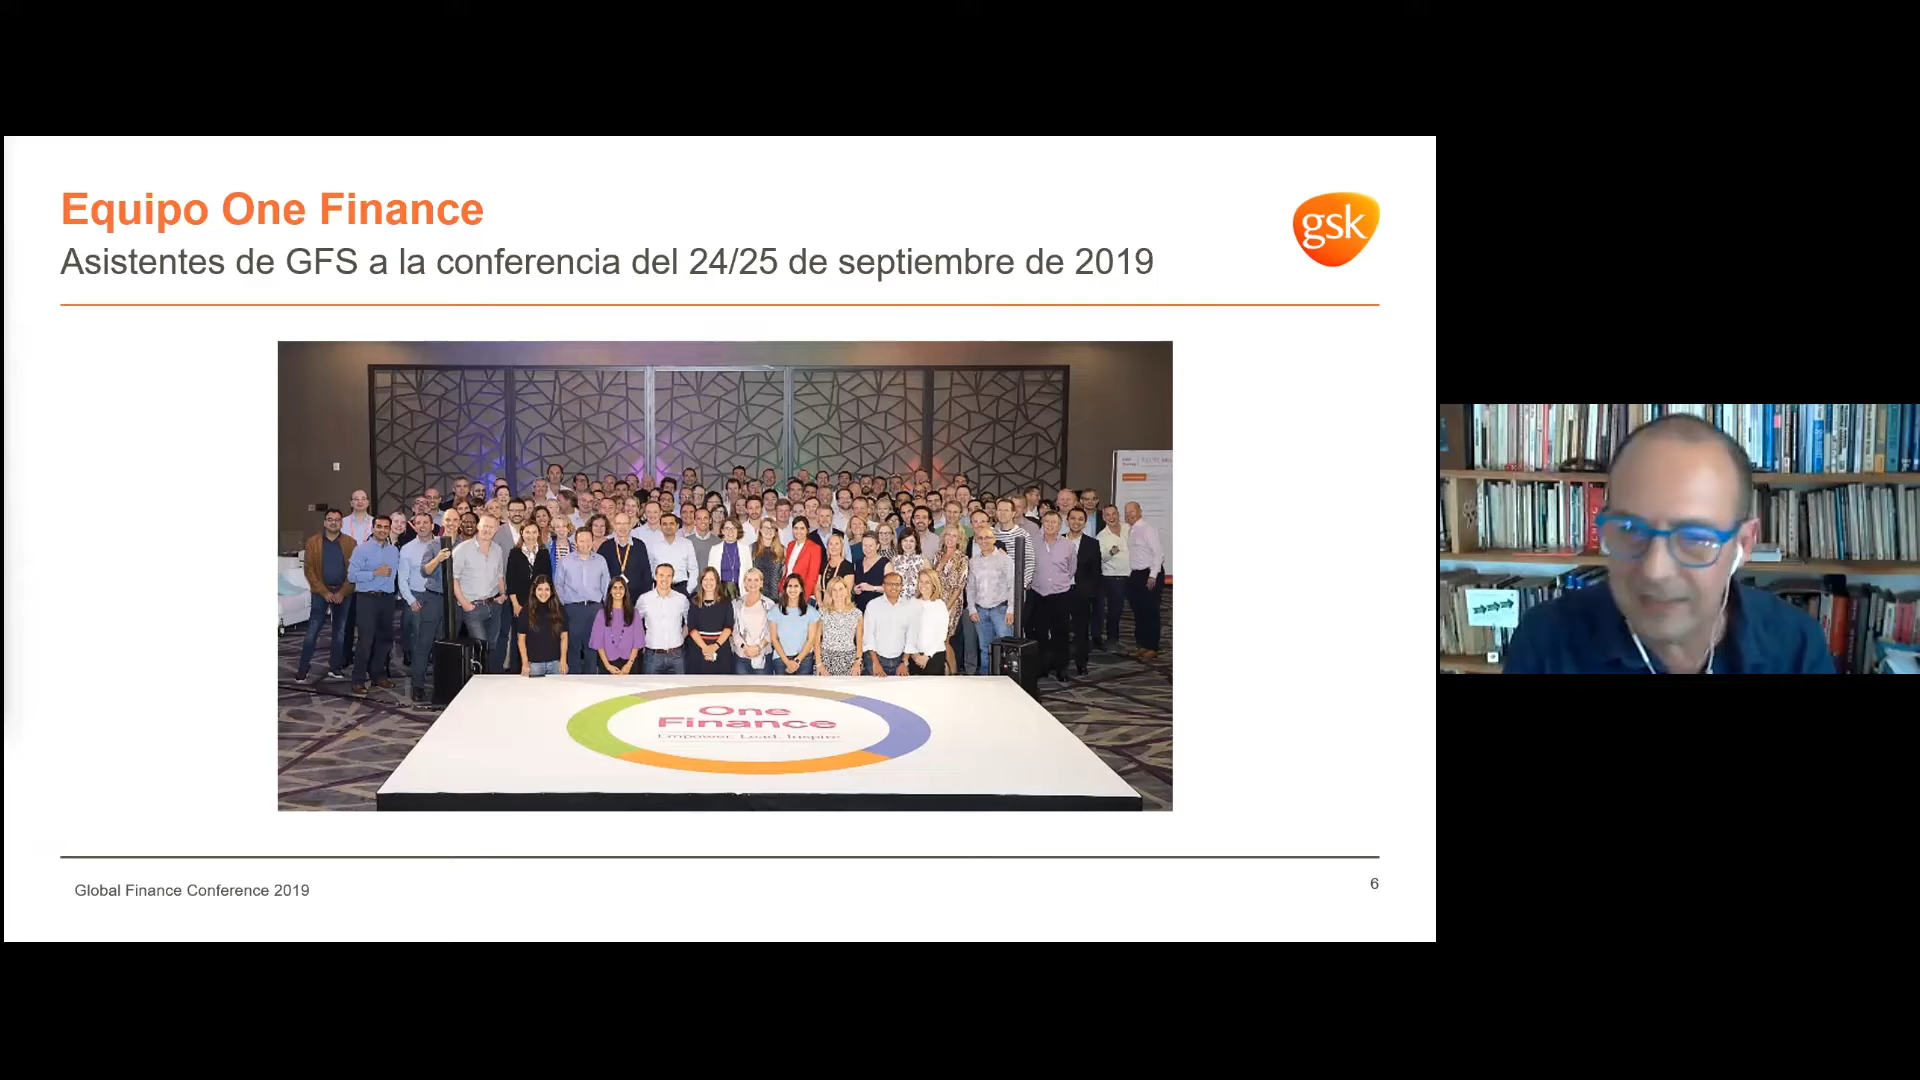 Equipo One Finance
Asistentes de GFS a la conferencia del 24/25 de septiembre de 2019
gsk
One
Finance
Empower. Lead. Inspire.
Global Finance Conference 2019
6